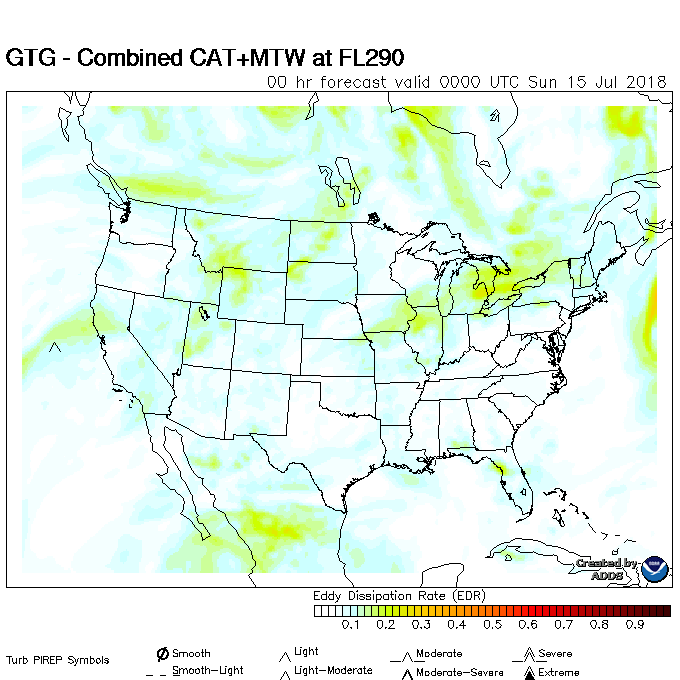 GTG - Combined CAT+MTW at FL290
00 hr forecast valid 0000 UTC Sun 15 Jul 2018
Created by
ADDS
Eddy Dissipation Rate (EDR)
0.1 0.2 0.3 0.4 0.5 0.6 0.7 0.8 0.9
Turb PIREP Symbols
Smooth Light Moderate Severe
Smooth-Light Light-Moderate Moderate-Severe Extreme